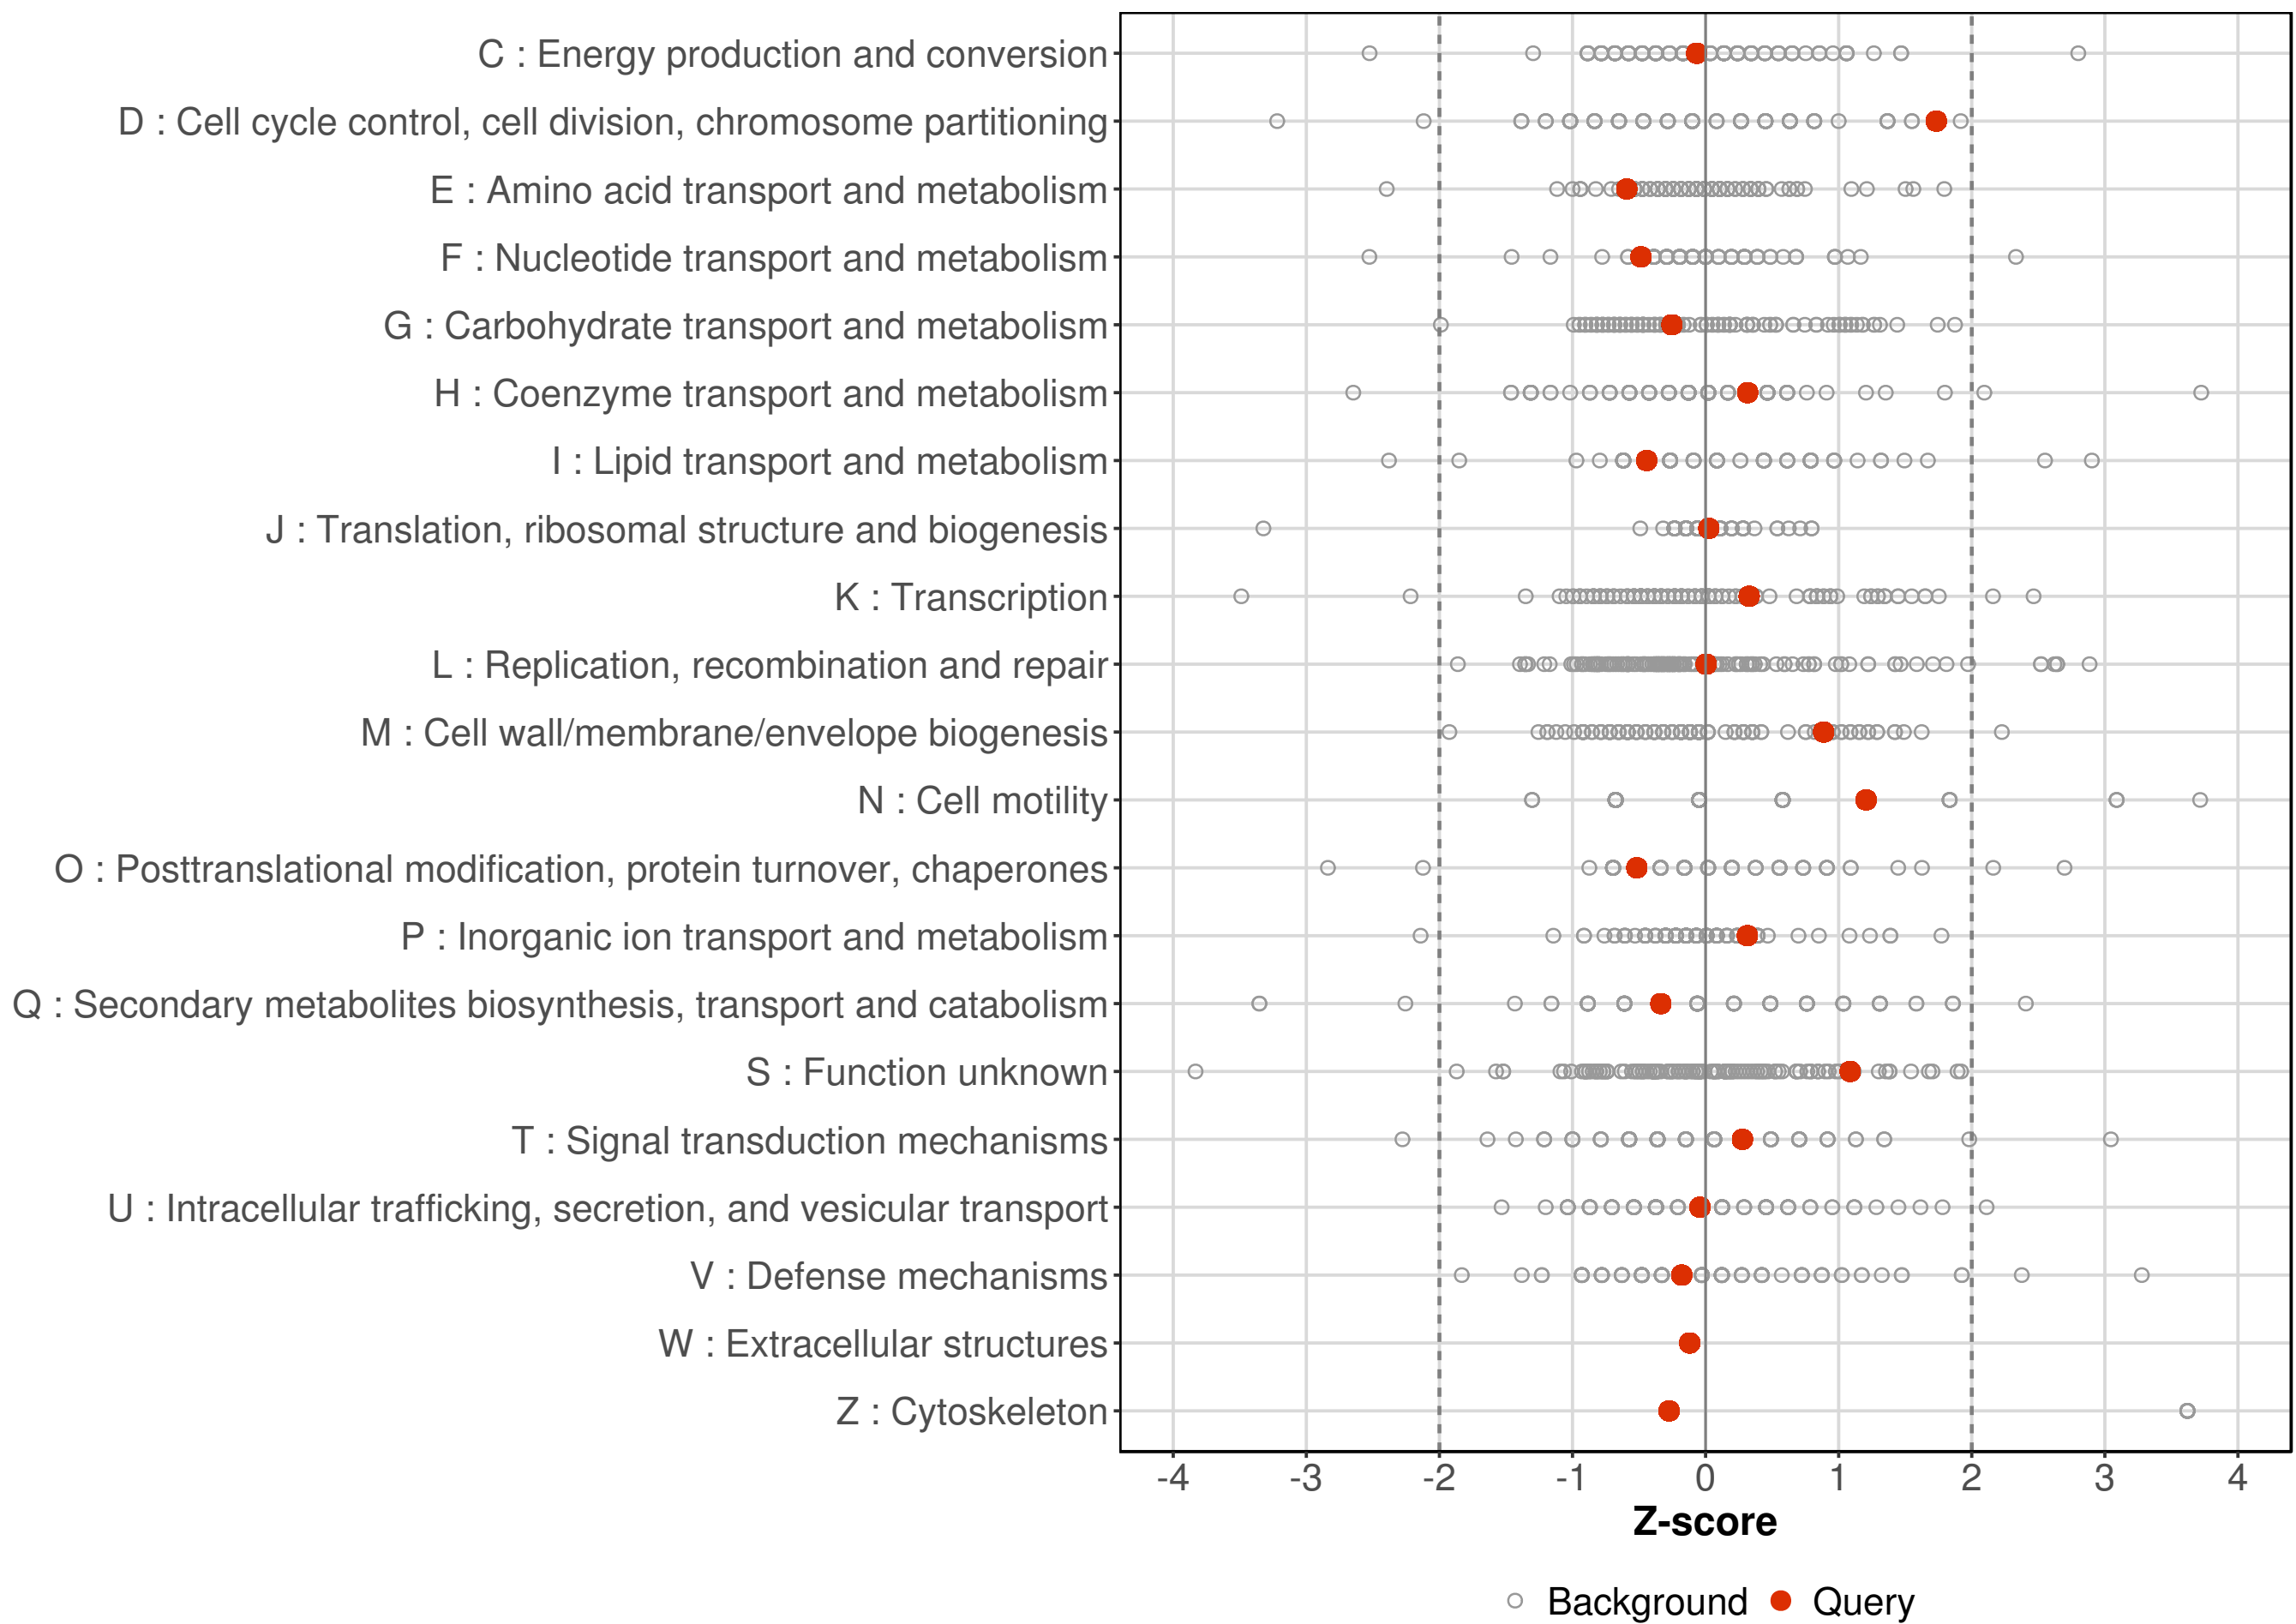 C : Energy production and conversion
D : Cell cycle control, cell division, chromosome partitioning
E : Amino acid transport and metabolism
F : Nucleotide transport and metabolism
G : Carbohydrate transport and metabolism
H : Coenzyme transport and metabolism
I : Lipid transport and metabolism
J : Translation, ribosomal structure and biogenesis
K : Transcription
L : Replication, recombination and repair
M : Cell wall/membrane/envelope biogenesis
N : Cell motility
O : Posttranslational modification, protein turnover, chaperones
P : Inorganic ion transport and metabolism
Q : Secondary metabolites biosynthesis, transport and catabolism
S : Function unknown
T : Signal transduction mechanisms
U : Intracellular trafficking, secretion, and vesicular transport
V : Defense mechanisms
W : Extracellular structures
Z : Cytoskeleton
-4 -3 -2 -1 0 1 2 3 4
Z-score
Background Query